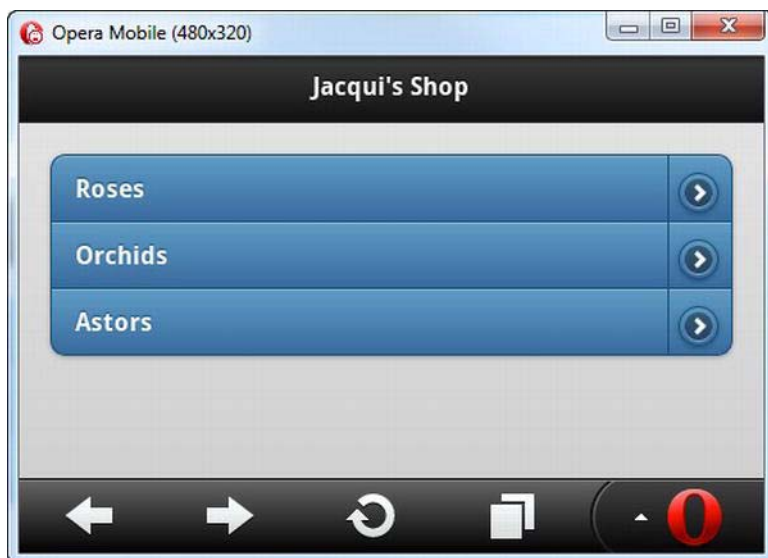 Opera Mobile (480x320)
Jacqui's Shop
Roses
Orchids
Astors